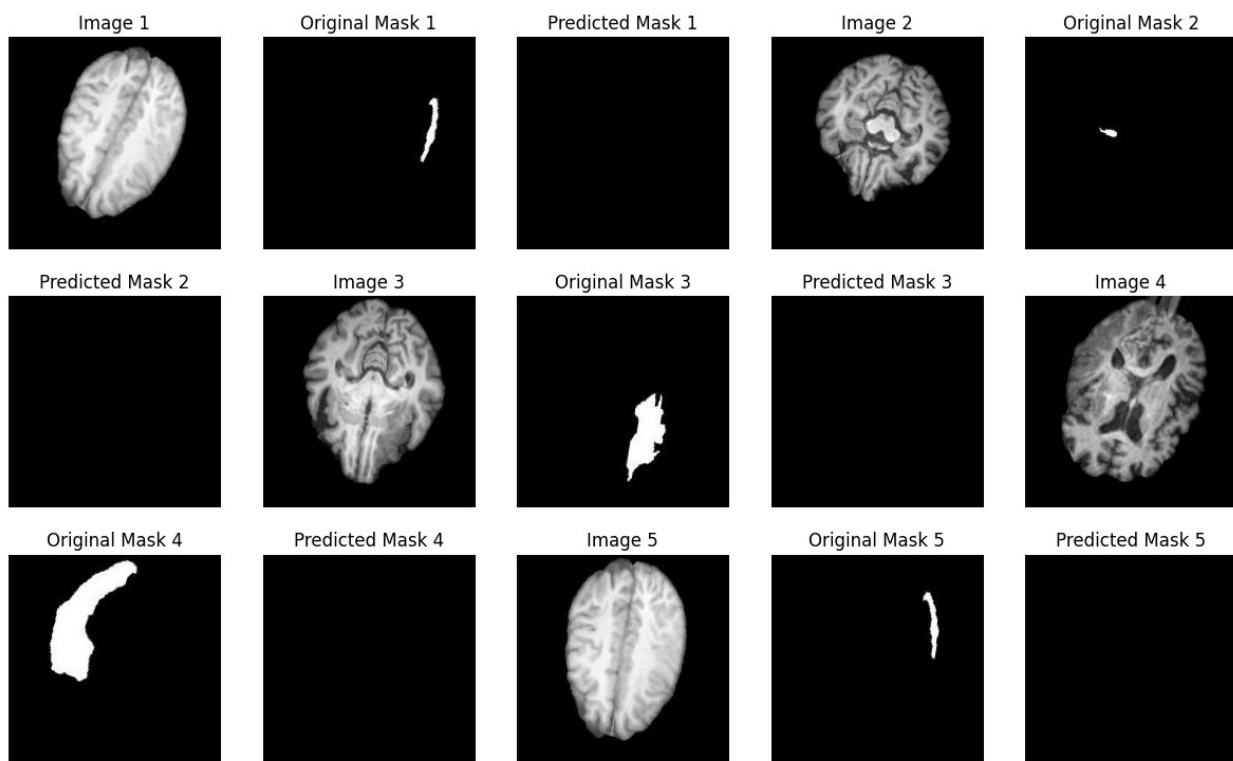 Image 1 Original Mask 1 Predicted Mask 1 Image 2 Original Mask 2
Predicted Mask 2 Image 3 Original Mask 3 Predicted Mask 3 Image 4
Original Mask 4 Predicted Mask 4 Image 5 Original Mask 5 Predicted Mask 5